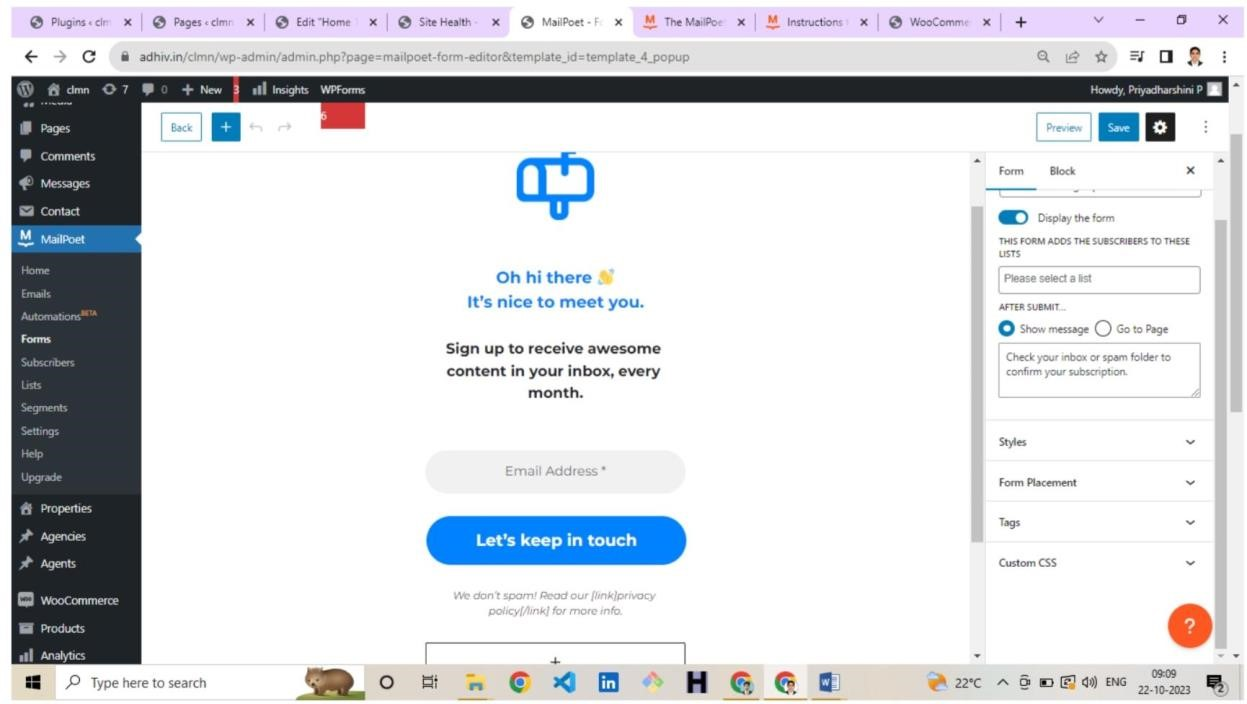 Plugins ‹ clm
Pages ‹ clmn
Edit "Home
Site Health -
MailPoet - Fo
The MailPoe
Instructions
WooComme
adhiv.in/clmn/wp-admin/admin.php?page=mailpoet-form-editor&template_id=template_4_popup
clmn 7 0 + New 3 Insights WPForms
Howdy, Priyadharshini P
6
Back
Preview
Save
Pages
Comments
Messages
Contact
MailPoet
Home
Emails
Automations BETA
Forms
Subscribers
Lists
Segments
Settings
Help
Upgrade
Properties
Agencies
Agents
WooCommerce
Products
Analytics
Oh hi there 👋
It's nice to meet you.
Sign up to receive awesome
content in your inbox, every
month.
Email Address *
Let's keep in touch
We don't spam! Read our [link]privacy
policy[/link] for more info.
+
Form Block
Display the form
THIS FORM ADDS THE SUBSCRIBERS TO THESE
LISTS
Please select a list
AFTER SUBMIT...
Show message Go to Page
Check your inbox or spam folder to
confirm your subscription.
Styles
Form Placement
Tags
Custom CSS
?
Type here to search
22°C
ENG
09:09
22-10-2023
2